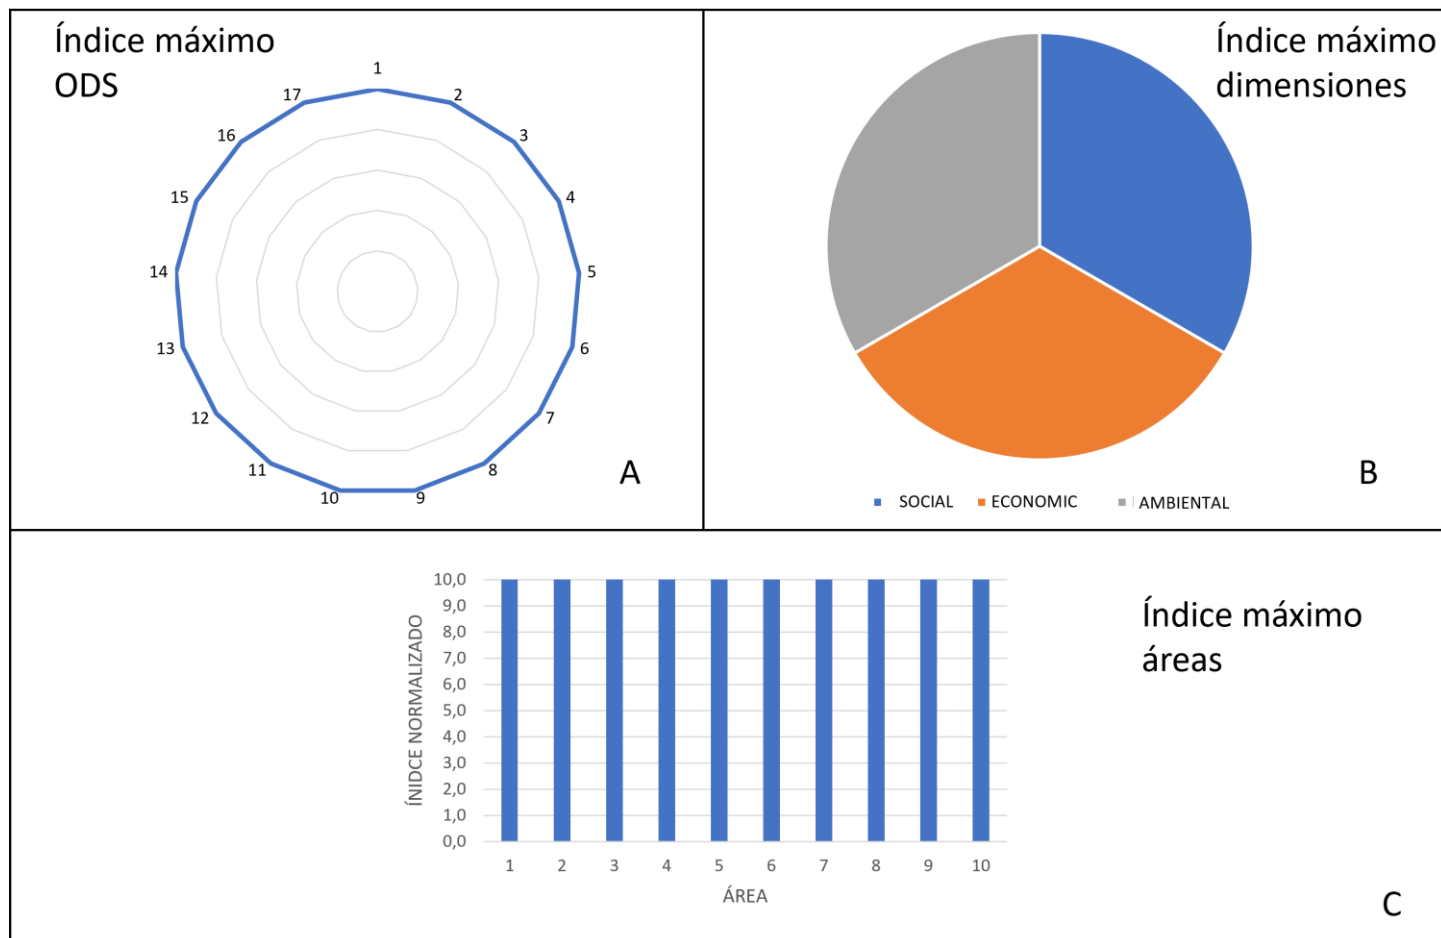 Índice máximo
ODS
1
2
3
4
5
6
7
8
9
10
11
12
13
14
15
16
17
A
Índice máximo
dimensiones
SOCIAL ECONOMIC AMBIENTAL
B
Índice máximo
áreas
ÍNIDCE NORMALIZADO
10,0
9,0
8,0
7,0
6,0
5,0
4,0
3,0
2,0
1,0
0,0
1 2 3 4 5 6 7 8 9 10
ÁREA
C